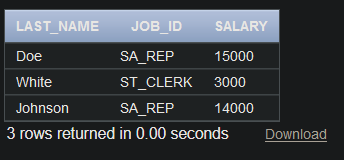 LAST_NAME JOB_ID SALARY
Doe SA_REP 15000
White ST_CLERK 3000
Johnson SA_REP 14000
3 rows returned in 0.00 seconds Download